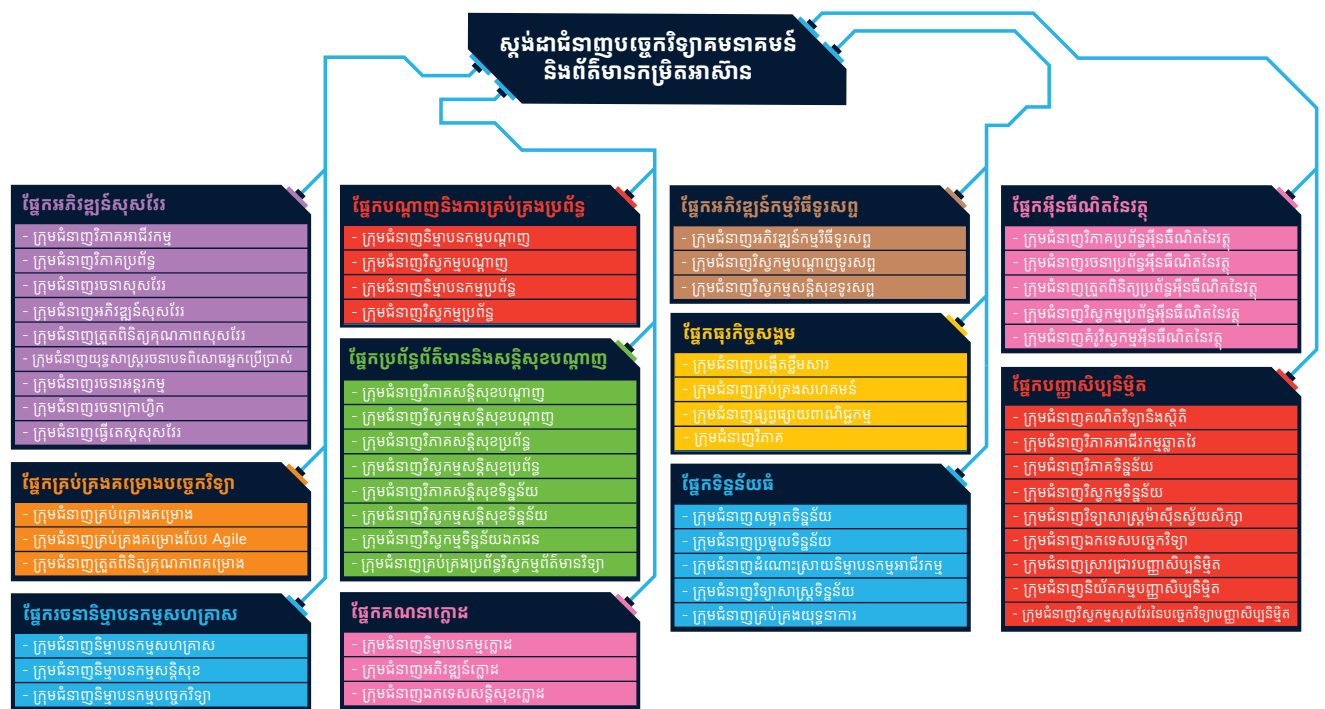 ស្តង់ដាជំនាញបច្ចេកវិទ្យាគមនាគមន៍
និងព័ត៌មានកម្រិតអាស៊ាន
ផ្នែកអភិវឌ្ឍន៍សុសវែរ
- ក្រុមជំនាញវិភាគអាជីវកម្ម
- ក្រុមជំនាញវិភាគប្រព័ន្ធ
- ក្រុមជំនាញរចនាសុសវែរ
- ក្រុមជំនាញអភិវឌ្ឍន៍សុសវែរ
- ក្រុមជំនាញត្រួតពិនិត្យគុណភាពសុសវែរ
- ក្រុមជំនាញយុទ្ធសាស្ត្ររចនាបទពិសោធអ្នកប្រើប្រាស់
- ក្រុមជំនាញរចនាអន្តរកម្ម
- ក្រុមជំនាញរចនាក្រាហ្វិក
- ក្រុមជំនាញធ្វើតេស្តសុសវែរ
ផ្នែកគ្រប់គ្រងគម្រោងបច្ចេកវិទ្យា
- ក្រុមជំនាញគ្រប់គ្រោងគម្រោង
- ក្រុមជំនាញគ្រប់គ្រងគម្រោងបែប Agile
- ក្រុមជំនាញត្រួតពិនិត្យគុណភាពគម្រោង
ផ្នែករចនានិម្មាបនកម្មសហគ្រាស
- ក្រុមជំនាញនិម្មាបនកម្មសហគ្រាស
- ក្រុមជំនាញនិម្មាបនកម្មសន្តិសុខ
- ក្រុមជំនាញនិម្មាបនកម្មបច្ចេកវិទ្យា
ផ្នែកបណ្តាញនិងការគ្រប់គ្រងប្រព័ន្ធ
- ក្រុមជំនាញនិម្មាបនកម្មបណ្តាញ
- ក្រុមជំនាញវិស្វកម្មបណ្តាញ
- ក្រុមជំនាញនិម្មាបនកម្មប្រព័ន្ធ
- ក្រុមជំនាញវិស្វកម្មប្រព័ន្ធ
ផ្នែកប្រព័ន្ធព័ត៌មាននិងសន្តិសុខបណ្តាញ
- ក្រុមជំនាញវិភាគសន្តិសុខបណ្តាញ
- ក្រុមជំនាញវិស្វកម្មសន្តិសុខបណ្តាញ
- ក្រុមជំនាញវិភាគសន្តិសុខប្រព័ន្ធ
- ក្រុមជំនាញវិស្វកម្មសន្តិសុខប្រព័ន្ធ
- ក្រុមជំនាញវិភាគសន្តិសុខទិន្នន័យ
- ក្រុមជំនាញវិស្វកម្មសន្តិសុខទិន្នន័យ
- ក្រុមជំនាញវិស្វកម្មទិន្នន័យឯកជន
- ក្រុមជំនាញគ្រប់គ្រងប្រព័ន្ធវិស្វកម្មព័ត៌មានវិទ្យា
ផ្នែកគណនាក្លោដ
- ក្រុមជំនាញនិម្មាបនកម្មក្លោដ
- ក្រុមជំនាញអភិវឌ្ឍន៍ក្លោដ
- ក្រុមជំនាញឯកទេសសន្តិសុខក្លោដ
ផ្នែកអភិវឌ្ឍន៍កម្មវិធីទូរសព្ទ
- ក្រុមជំនាញអភិវឌ្ឍន៍កម្មវិធីទូរសព្ទ
- ក្រុមជំនាញវិស្វកម្មបណ្តាញទូរសព្ទ
- ក្រុមជំនាញវិស្វកម្មសន្តិសុខទូរសព្ទ
ផ្នែកធុរកិច្ចសង្គម
- ក្រុមជំនាញបង្កើតខ្លឹមសារ
- ក្រុមជំនាញគ្រប់គ្រងសហគមន៍
- ក្រុមជំនាញផ្សព្វផ្សាយពាណិជ្ជកម្ម
- ក្រុមជំនាញវិភាគ
ផ្នែកទិន្នន័យធំ
- ក្រុមជំនាញសម្អាតទិន្នន័យ
- ក្រុមជំនាញប្រមូលទិន្នន័យ
- ក្រុមជំនាញដំណោះស្រាយនិម្មាបនកម្មអាជីវកម្ម
- ក្រុមជំនាញវិទ្យាសាស្ត្រទិន្នន័យ
- ក្រុមជំនាញគ្រប់គ្រងយុទ្ធនាការ
ផ្នែកអ៊ីនធឺណិតនៃវត្ថុ
- ក្រុមជំនាញវិភាគប្រព័ន្ធអ៊ីនធឺណិតនៃវត្ថុ
- ក្រុមជំនាញរចនាប្រព័ន្ធអ៊ីនធឺណិតនៃវត្ថុ
- ក្រុមជំនាញត្រួតពិនិត្យប្រព័ន្ធអ៊ីនធឺណិតនៃវត្ថុ
- ក្រុមជំនាញវិស្វកម្មប្រព័ន្ធអ៊ីនធឺណិតនៃវត្ថុ
- ក្រុមជំនាញគំរូវិស្វកម្មអ៊ីនធឺណិតនៃវត្ថុ
ផ្នែកបញ្ញាសិប្បនិម្មិត
- ក្រុមជំនាញគណិតវិទ្យានិងស្ថិតិ
- ក្រុមជំនាញវិភាគអាជីវកម្មឆ្លាតវៃ
- ក្រុមជំនាញវិភាគទិន្នន័យ
- ក្រុមជំនាញវិស្វកម្មទិន្នន័យ
- ក្រុមជំនាញវិទ្យាសាស្ត្រម៉ាស៊ីនស្វ័យសិក្សា
- ក្រុមជំនាញឯកទេសបច្ចេកវិទ្យា
- ក្រុមជំនាញស្រាវជ្រាវបញ្ញាសិប្បនិម្មិត
- ក្រុមជំនាញនិយ័តកម្មបញ្ញាសិប្បនិម្មិត
- ក្រុមជំនាញវិស្វកម្មសុសវែរនៃបច្ចេកវិទ្យាបញ្ញាសិប្បនិម្មិត